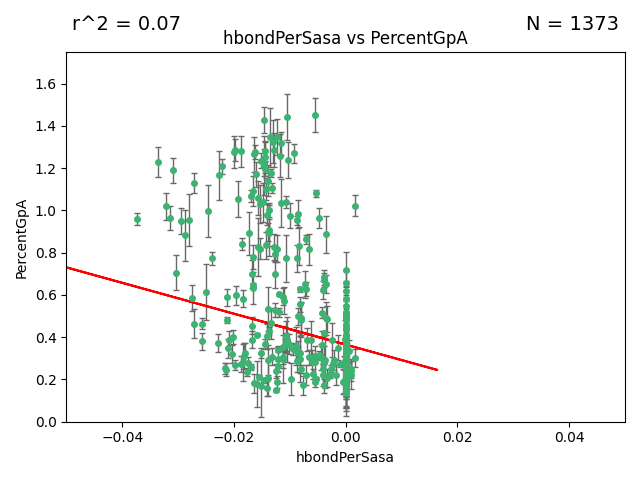 r^2 = 0.07
N = 1373
hbondPerSasa vs PercentGpA
1.6
1.4
1.2
1.0
0.8
0.6
0.4
0.2
0.0
PercentGpA
−0.04
−0.02
0.00
0.02
0.04
hbondPerSasa